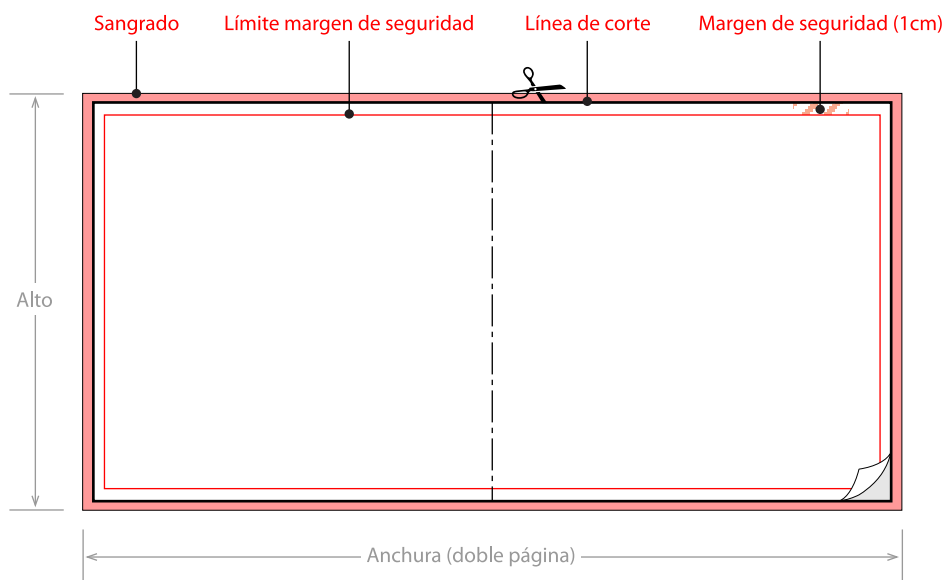 Sangrado
Límite margen de seguridad
Línea de corte
Margen de seguridad (1cm)
Alto
Anchura (doble página)